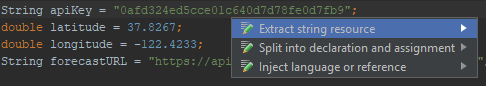 String apiKey = "0afd324ed5cce01c640d7d78fe0d7fb9";
double latitude = 37.8267;
double longitude = -122.4233;
String forecastURL = "https://api
Extract string resource
Split into declaration and assignment
Inject language or reference